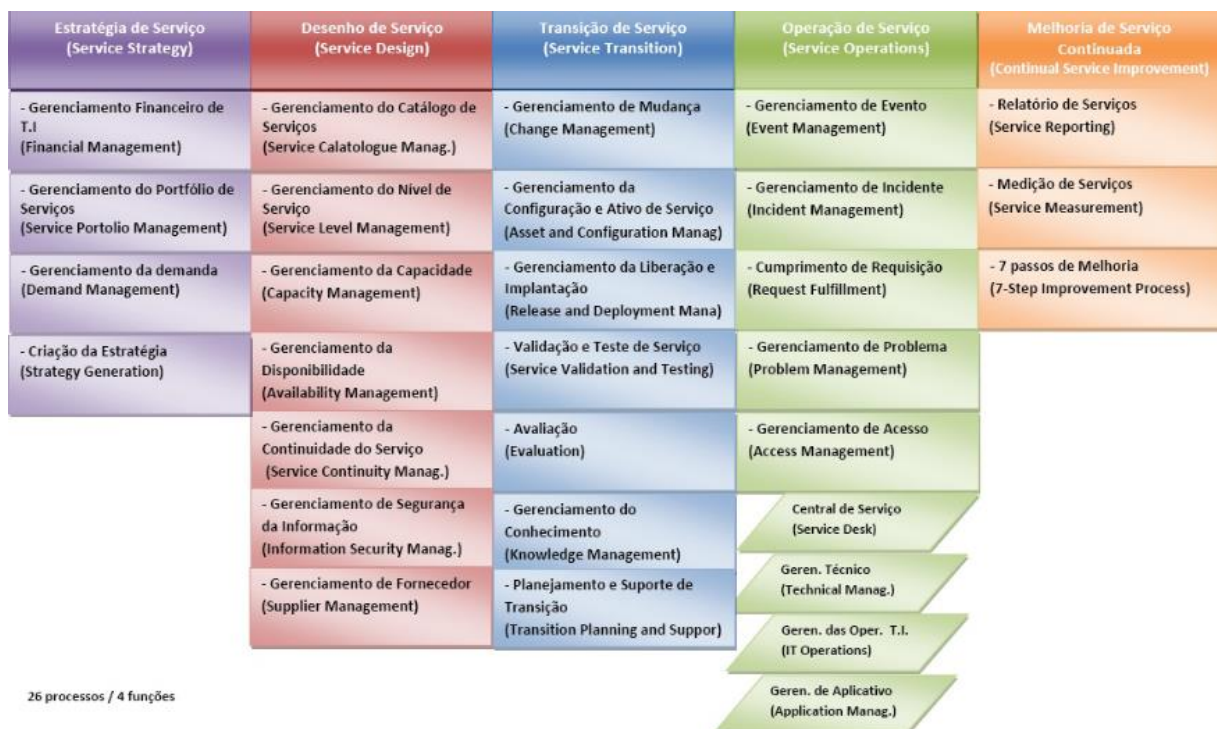 Estratégia de Serviço
(Service Strategy)
- Gerenciamento Financeiro de
T.I
(Financial Management)
- Gerenciamento do Portfólio de
Serviços
(Service Portolio Management)
- Gerenciamento da demanda
(Demand Management)
- Criação da Estratégia
(Strategy Generation)
Desenho de Serviço
(Service Design)
- Gerenciamento do Catálogo de
Serviços
(Service Calatologue Manag.)
- Gerenciamento do Nível de
Serviço
(Service Level Management)
- Gerenciamento da Capacidade
(Capacity Management)
- Gerenciamento da
Disponibilidade
(Availability Management)
- Gerenciamento da
Continuidade do Serviço
(Service Continuity Manag.)
- Gerenciamento de Segurança
da Informação
(Information Security Manag.)
- Gerenciamento de Fornecedor
(Supplier Management)
Transição de Serviço
(Service Transition)
- Gerenciamento de Mudança
(Change Management)
- Gerenciamento da
Configuração e Ativo de Serviço
(Asset and Configuration Manag)
- Gerenciamento da Liberação e
Implantação
(Release and Deployment Mana)
- Validação e Teste de Serviço
(Service Validation and Testing)
- Avaliação
(Evaluation)
- Gerenciamento do
Conhecimento
(Knowledge Management)
- Planejamento e Suporte de
Transição
(Transition Planning and Suppor)
Operação de Serviço
(Service Operations)
- Gerenciamento de Evento
(Event Management)
- Gerenciamento de Incidente
(Incident Management)
- Cumprimento de Requisição
(Request Fulfillment)
- Gerenciamento de Problema
(Problem Management)
- Gerenciamento de Acesso
(Access Management)
Central de Serviço
(Service Desk)
Geren. Técnico
(Technical Manag.)
Geren. das Oper. T.I.
(IT Operations)
Geren. de Aplicativo
(Application Manag.)
Melhoria de Serviço
Continuada
(Continual Service Improvement)
- Relatório de Serviços
(Service Reporting)
- Medição de Serviços
(Service Measurement)
- 7 passos de Melhoria
(7-Step Improvement Process)
26 processos / 4 funções